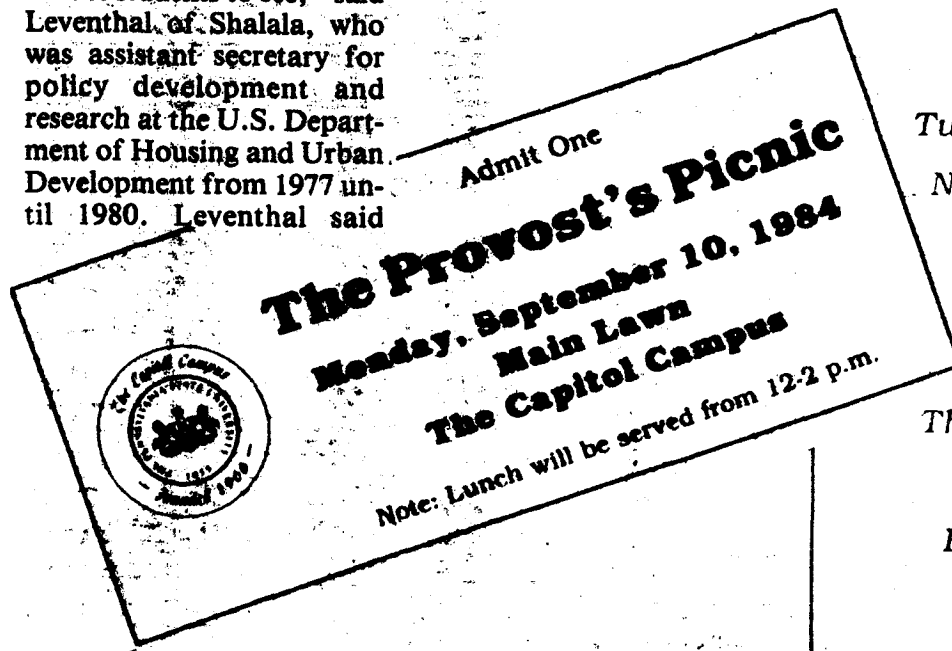 Leventhal of Shalala, who
was assistant secretary for
policy development and
research at the U.S. Depart-
ment of Housing and Urban
Development from 1977 un-
til 1980. Leventhal said
Admit One
The Provost's Picnic
Monday, September 10, 1984
Main Lawn
The Capitol Campus
Note: Lunch will be served from 12-2 p.m.
The Capitol Campus